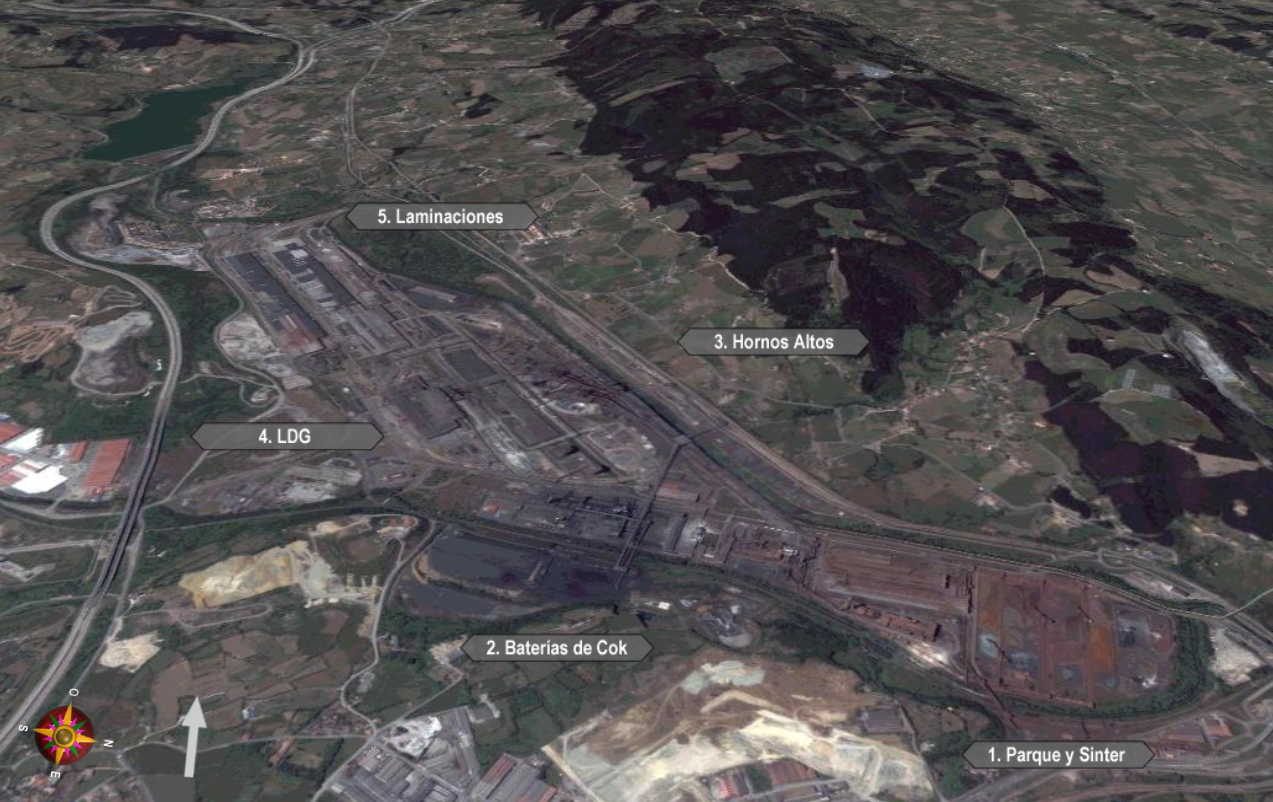 5. Laminaciones
3. Hornos Altos
4. LDG
2. Baterías de Cok
O
S
N
E
1. Parque y Sinter